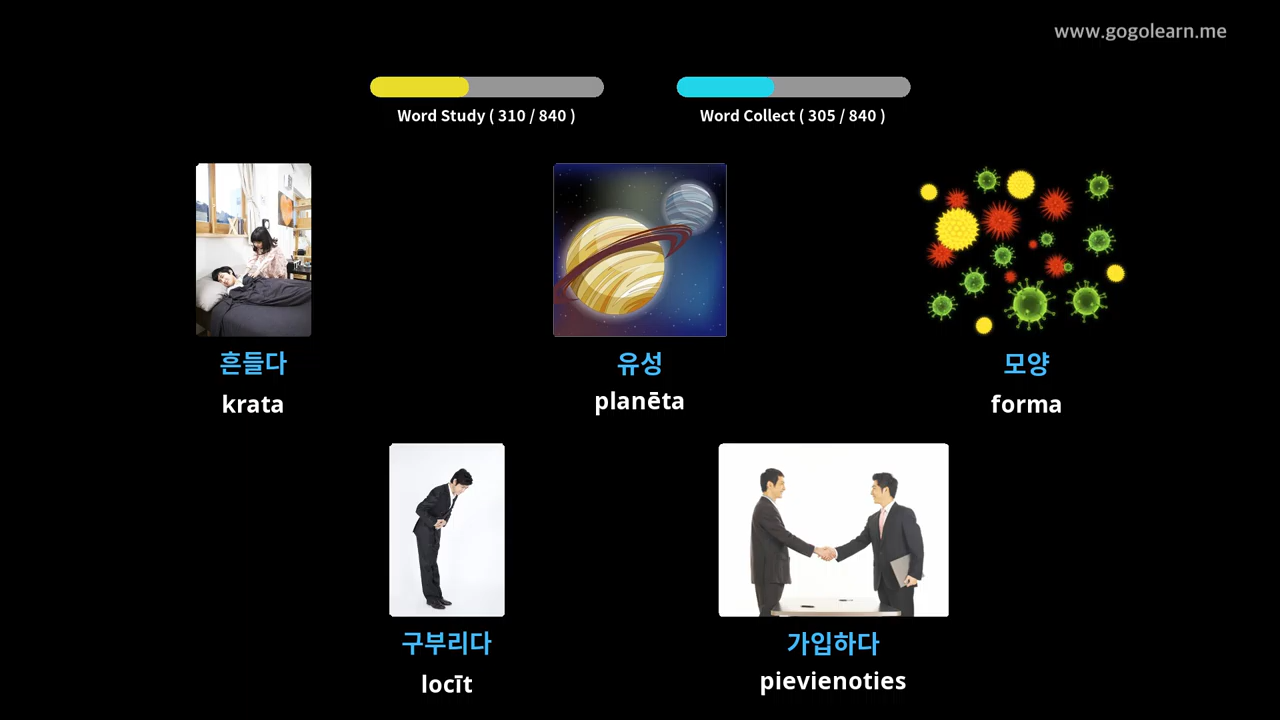 www.gogolearn.me
Word Study ( 310 / 840 )
Word Collect ( 305 / 840 )
흔들다
krata
유성
planēta
모양
forma
구부리다
locīt
가입하다
pievienoties